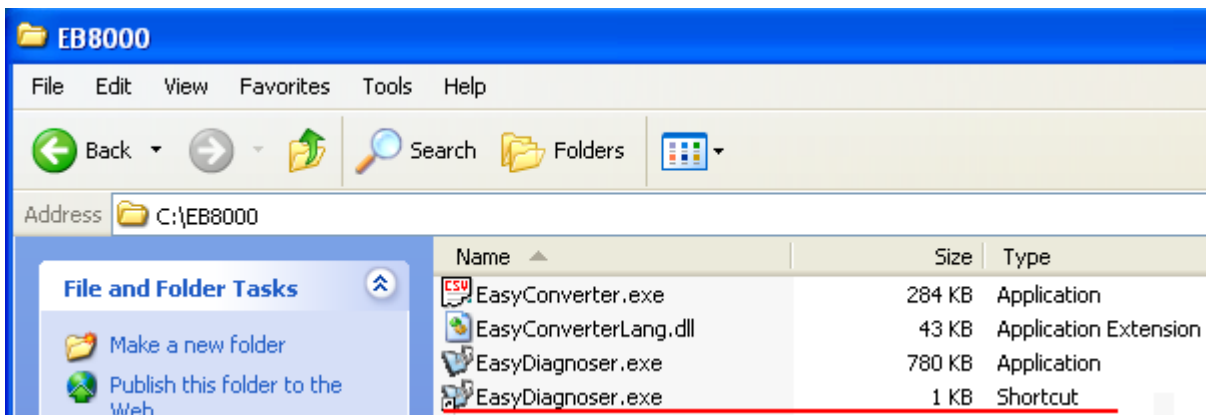 EB8000
File Edit View Favorites Tools Help
Back Search Folders
Address C:\EB8000
File and Folder Tasks
Make a new folder
Publish this folder to the
Web
Name Size Type
CSV EasyConverter.exe 284 KB Application
EasyConverterLang.dll 43 KB Application Extension
EasyDiagnoser.exe 780 KB Application
EasyDiagnoser.exe 1 KB Shortcut